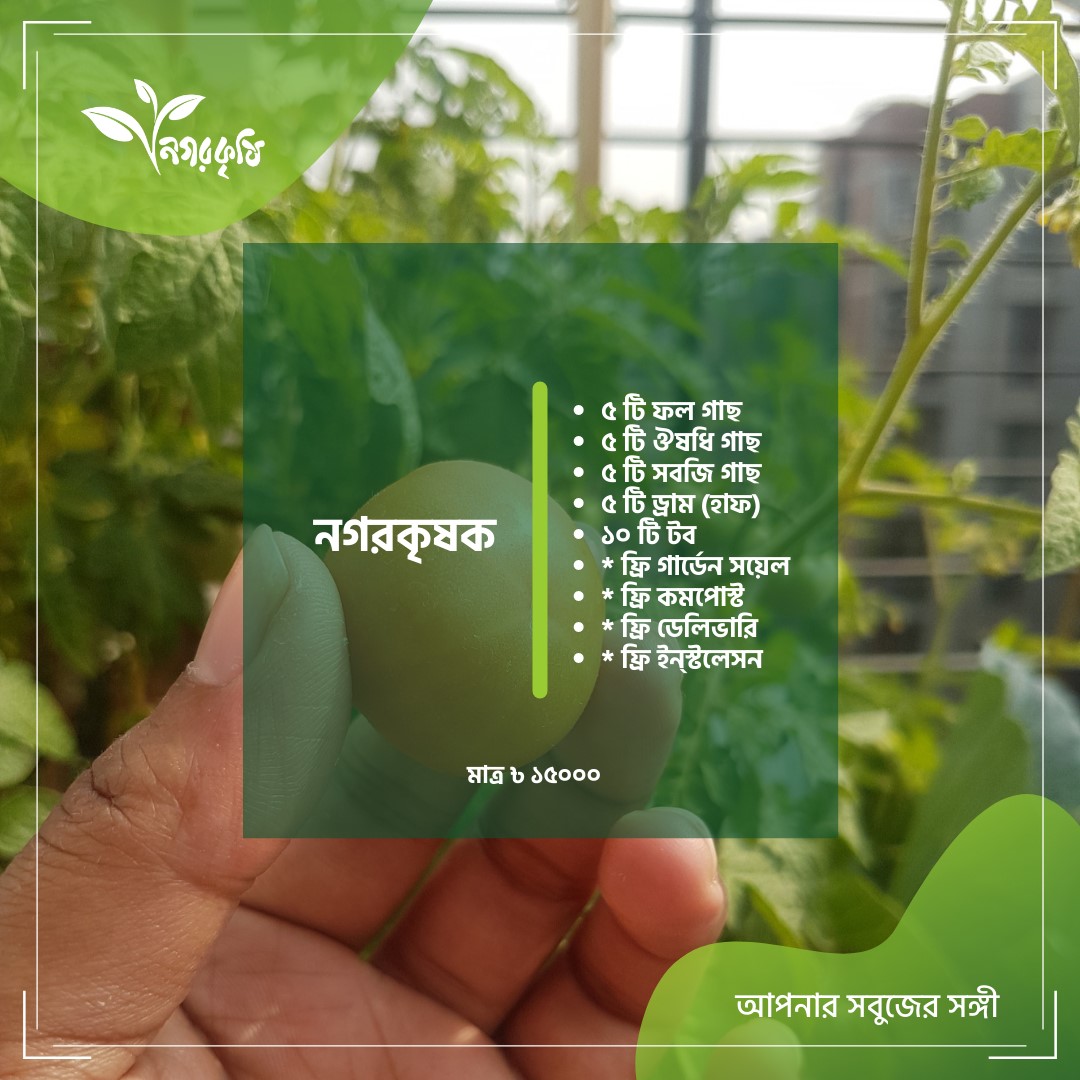 নগরকৃষি
নগরকৃষক
৫ টি ফল গাছ
৫ টি ঔষধি গাছ
৫ টি সবজি গাছ
৫ টি ড্রাম (হাফ)
১০ টি টব
* ফ্রি গার্ডেন সয়েল
* ফ্রি কমপোস্ট
* ফ্রি ডেলিভারি
* ফ্রি ইন্স্টলেসন
মাত্র ৳ ১৫০০০
আপনার সবুজের সঙ্গী